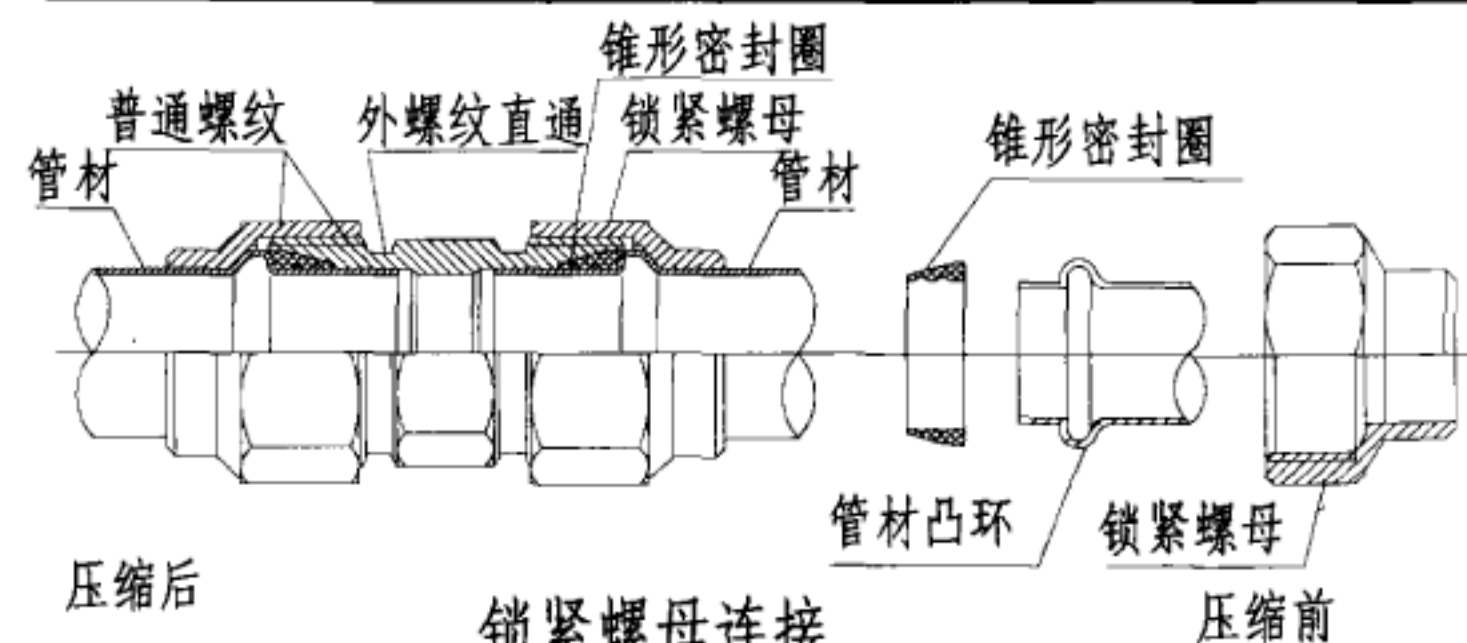 锥形密封圈
普通螺纹 外螺纹直通 锁紧螺母
管材 管材
锥形密封圈
管材凸环 锁紧螺母
压缩后 压缩前
锁紧螺母连接